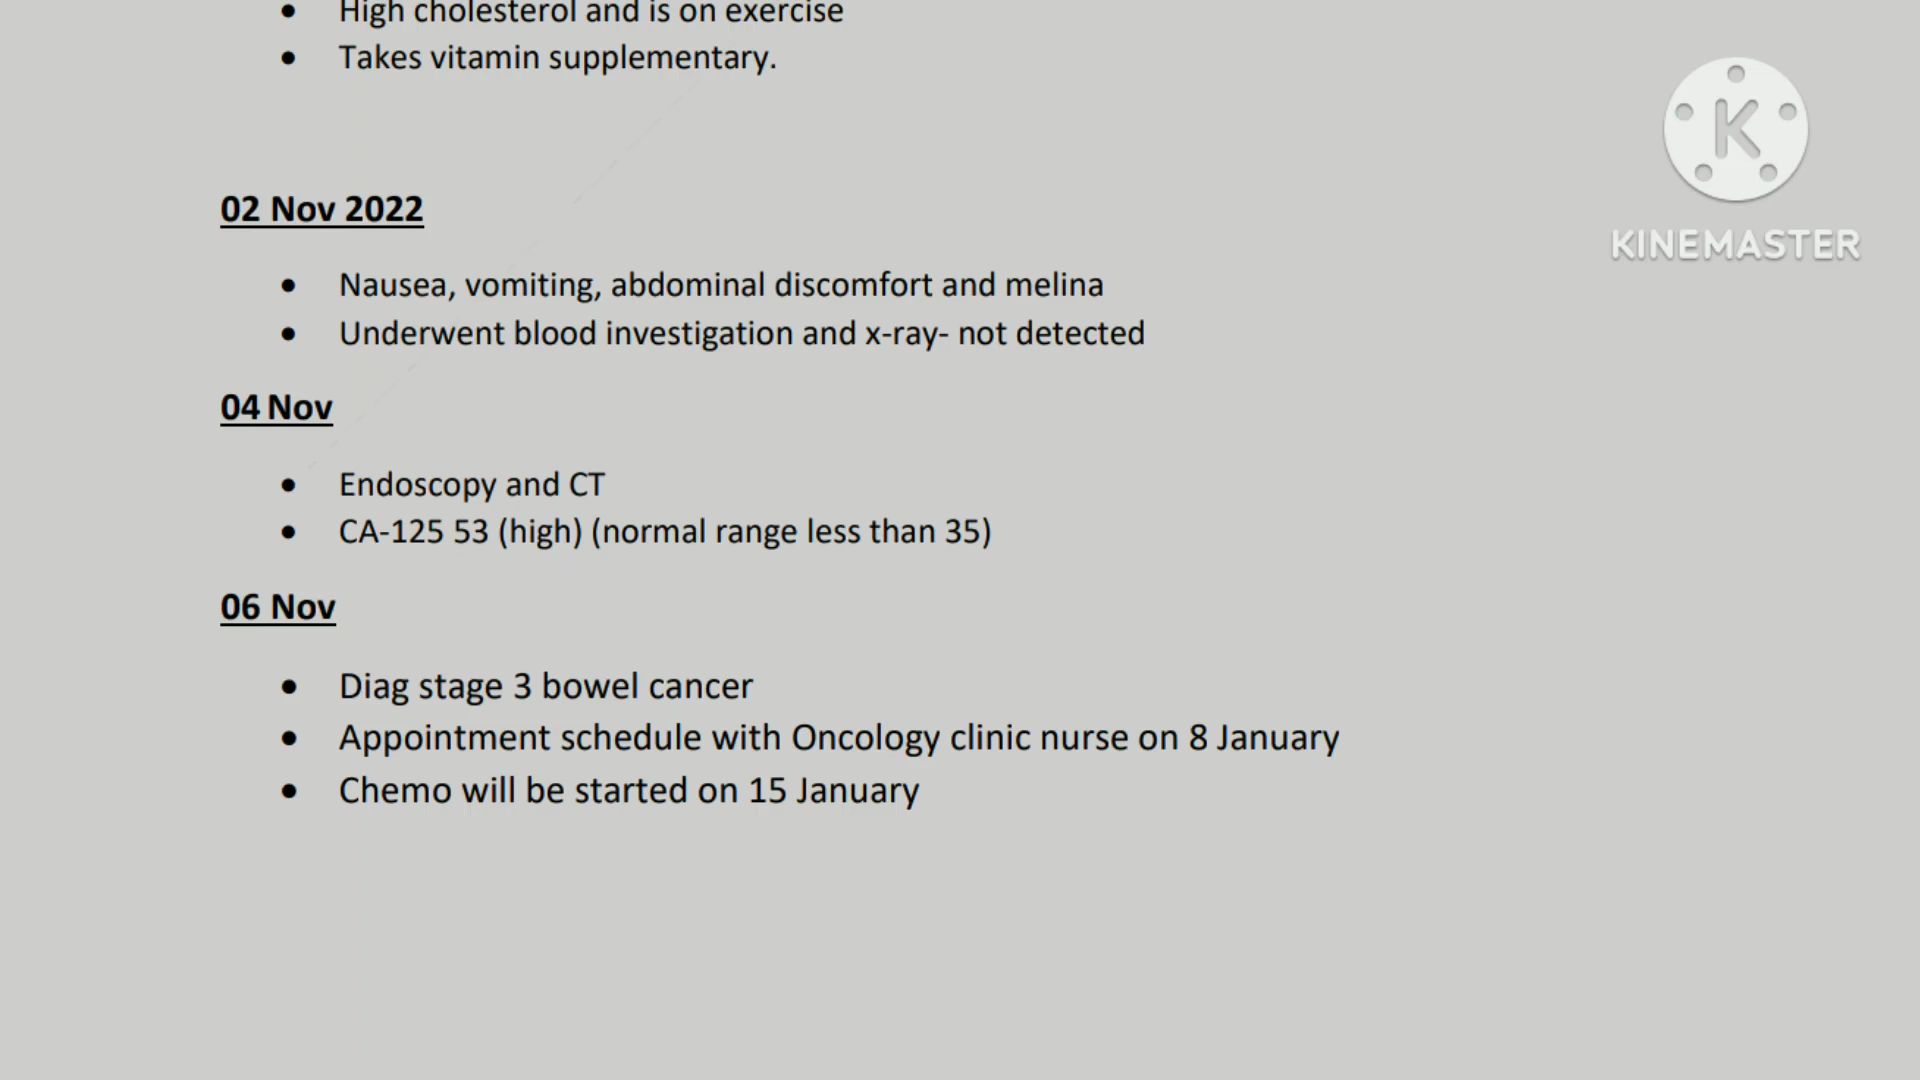 High cholesterol and is on exercise
Takes vitamin supplementary.
K
KINEMASTER
02 Nov 2022
Nausea, vomiting, abdominal discomfort and melina
Underwent blood investigation and x-ray- not detected
04 Nov
Endoscopy and CT
CA-125 53 (high) (normal range less than 35)
06 Nov
Diag stage 3 bowel cancer
Appointment schedule with Oncology clinic nurse on 8 January
Chemo will be started on 15 January